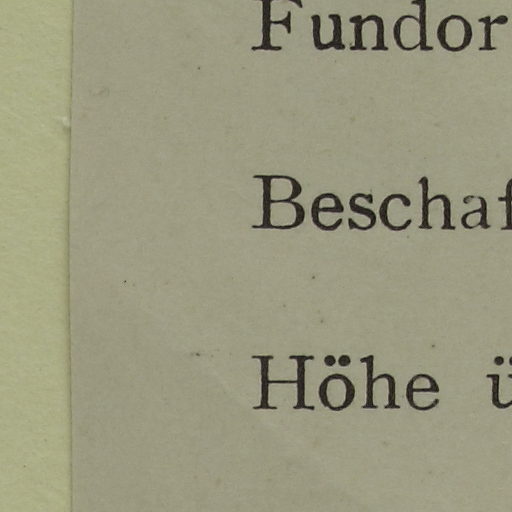 Fundor
Beschaf
Höhe ü